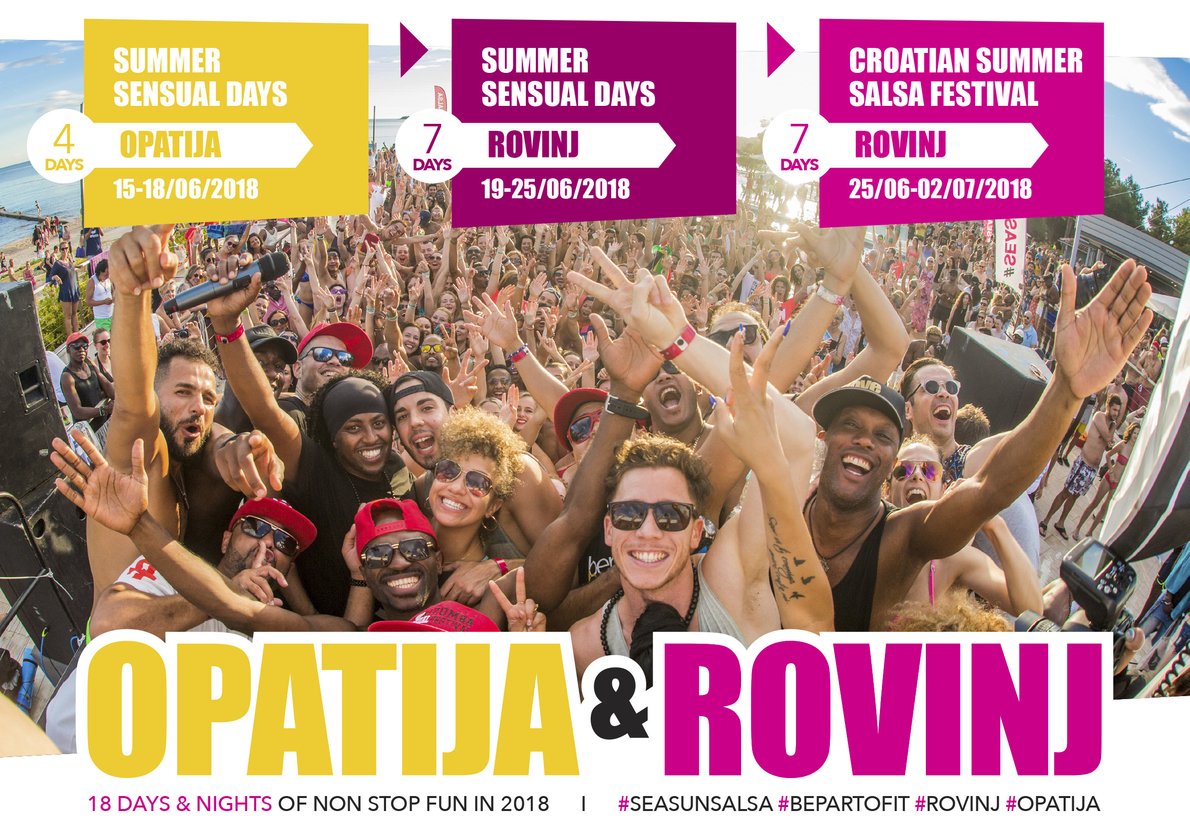 SUMMER
SENSUAL DAYS
4
DAYS
OPATIJA
15-18/06/2018
SUMMER
SENSUAL DAYS
7
DAYS
ROVINJ
19-25/06/2018
CROATIAN SUMMER
SALSA FESTIVAL
7
DAYS
ROVINJ
25/06-02/07/2018
#SEAS
OPATIJA & ROVINJ
18 DAYS & NIGHTS OF NON STOP FUN IN 2018 | #SEASUNSALSA #BEPARTOFIT #ROVINJ #OPATIJA